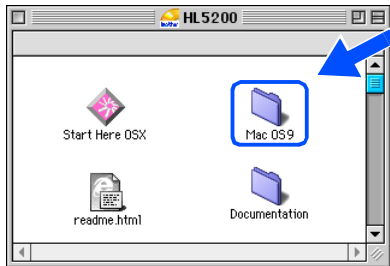 HL5200
Start Here OSX
Mac OS9
readme.html
Documentation